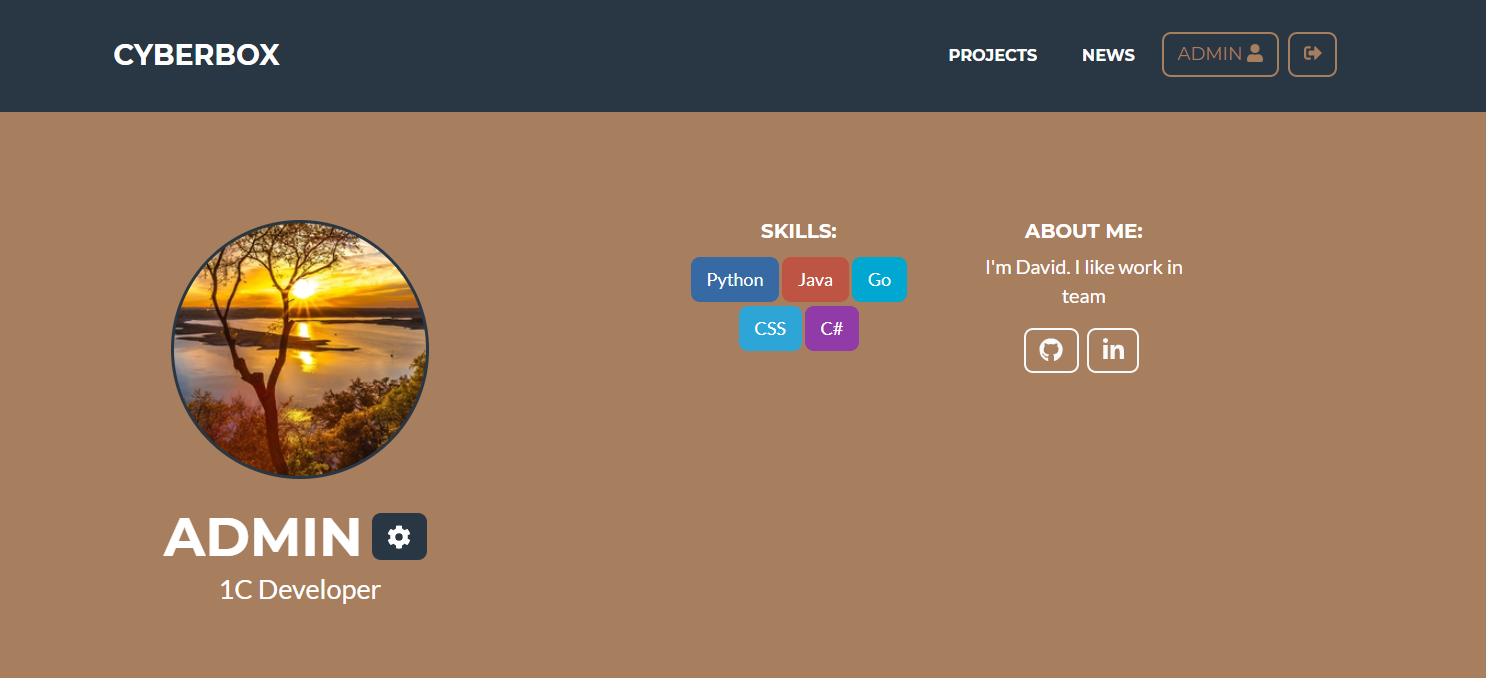 CYBERBOX
PROJECTS
NEWS
ADMIN
ADMIN
1C Developer
SKILLS:
Python
Java
Go
CSS
C#
ABOUT ME:
I'm David. I like work in
team
in